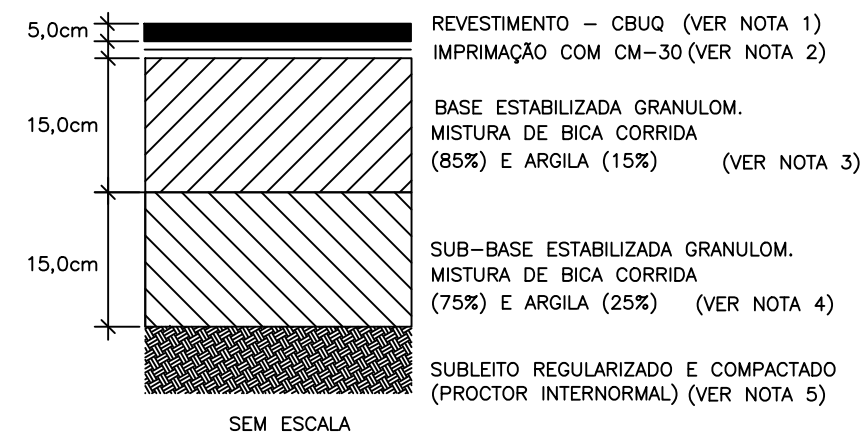 5,0cm
REVESTIMENTO – CBUQ (VER NOTA 1)
IMPRIMAÇÃO COM CM–30 (VER NOTA 2)
15,0cm
BASE ESTABILIZADA GRANULOM.
MISTURA DE BICA CORRIDA
(85%) E ARGILA (15%) (VER NOTA 3)
15,0cm
SUB–BASE ESTABILIZADA GRANULOM.
MISTURA DE BICA CORRIDA
(75%) E ARGILA (25%) (VER NOTA 4)
SUBLEITO REGULARIZADO E COMPACTADO
(PROCTOR INTERNORMAL) (VER NOTA 5)
SEM ESCALA